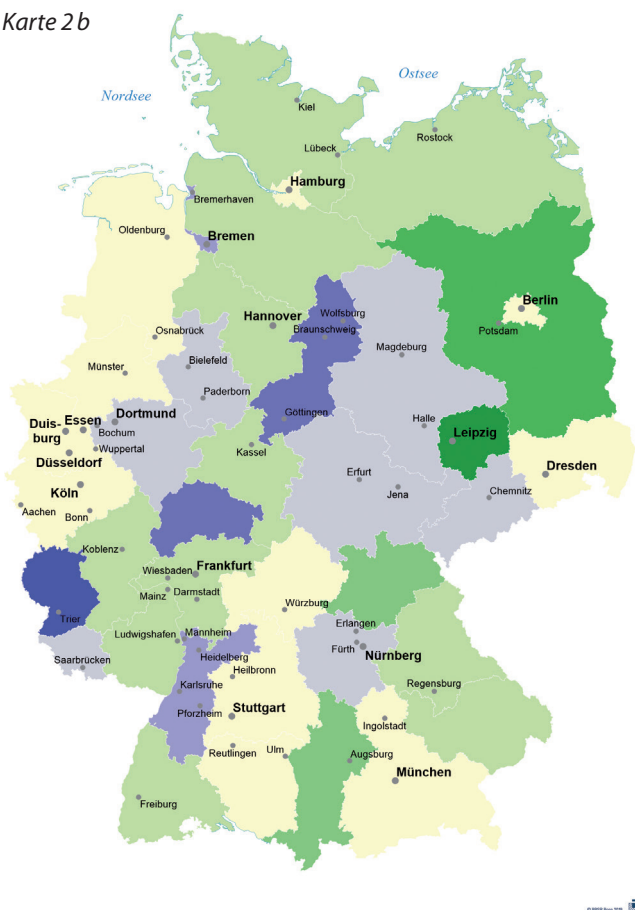 Karte 2b
Ostsee
Nordsee
Kiel
Rostock
Lübeck
Hamburg
Bremerhaven
Oldenburg
Bremen
Berlin
Hannover
Wolfsburg
Braunschweig
Potsdam
Osnabrück
Magdeburg
Münster
Bielefeld
Paderborn
Göttingen
Halle
Leipzig
Duis-
burg
Essen
Dortmund
Bochum
Wuppertal
Düsseldorf
Kassel
Dresden
Köln
Erfurt
Jena
Chemnitz
Aachen
Bonn
Koblenz
Wiesbaden
Frankfurt
Mainz
Darmstadt
Würzburg
Trier
Erlangen
Fürth
Nürnberg
Ludwigshafen
Mannheim
Saarbrücken
Heidelberg
Heilbronn
Regensburg
Karlsruhe
Pforzheim
Stuttgart
Ingolstadt
Reutlingen
Ulm
Augsburg
München
Freiburg